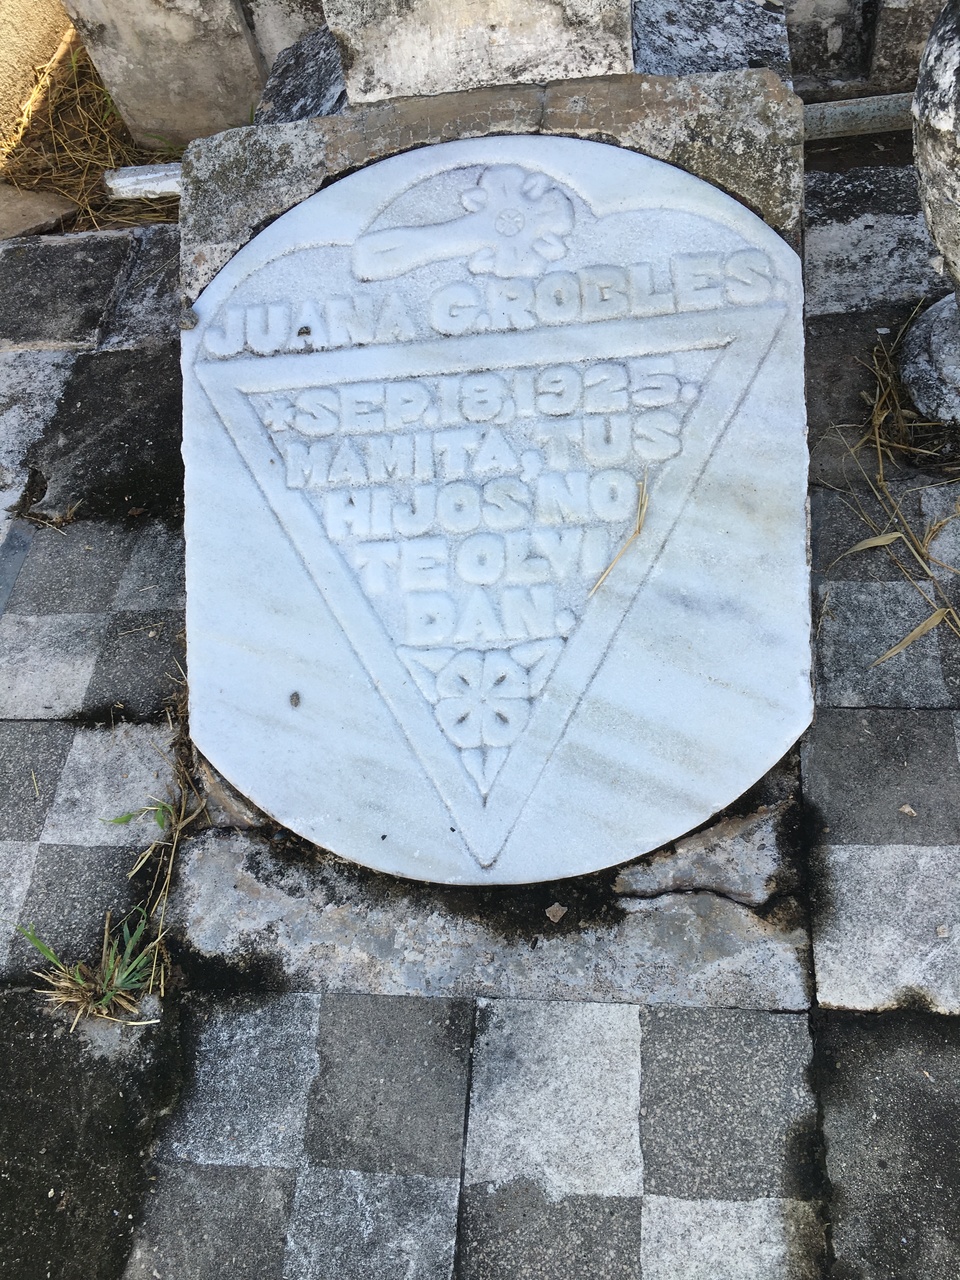 JUANA G. ROBLES.
*SEP. 18, 1925.
MAMITA, TUS
HIJOS NO
TE OLVI
DAN.